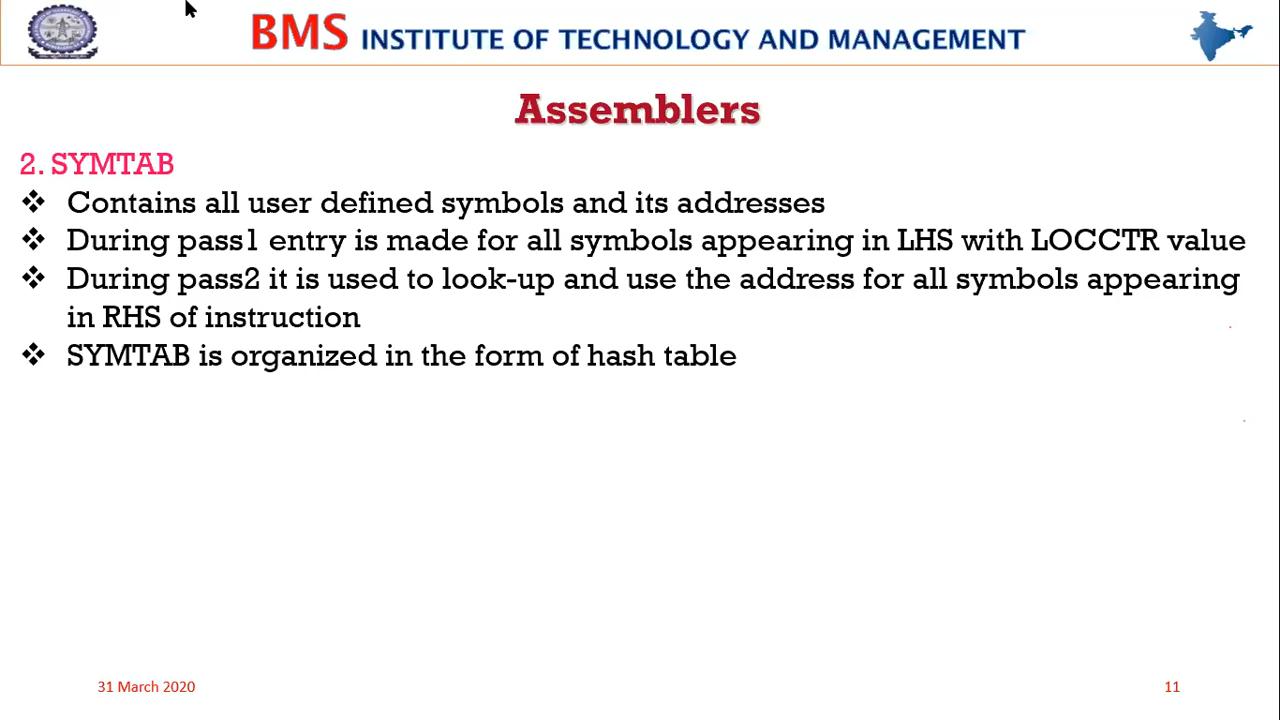 BMS INSTITUTE OF TECHNOLOGY AND MANAGEMENT
Assemblers
2. SYMTAB
❖ Contains all user defined symbols and its addresses
❖ During pass1 entry is made for all symbols appearing in LHS with LOCCTR value
❖ During pass2 it is used to look-up and use the address for all symbols appearing
in RHS of instruction
❖ SYMTAB is organized in the form of hash table
31 March 2020
11